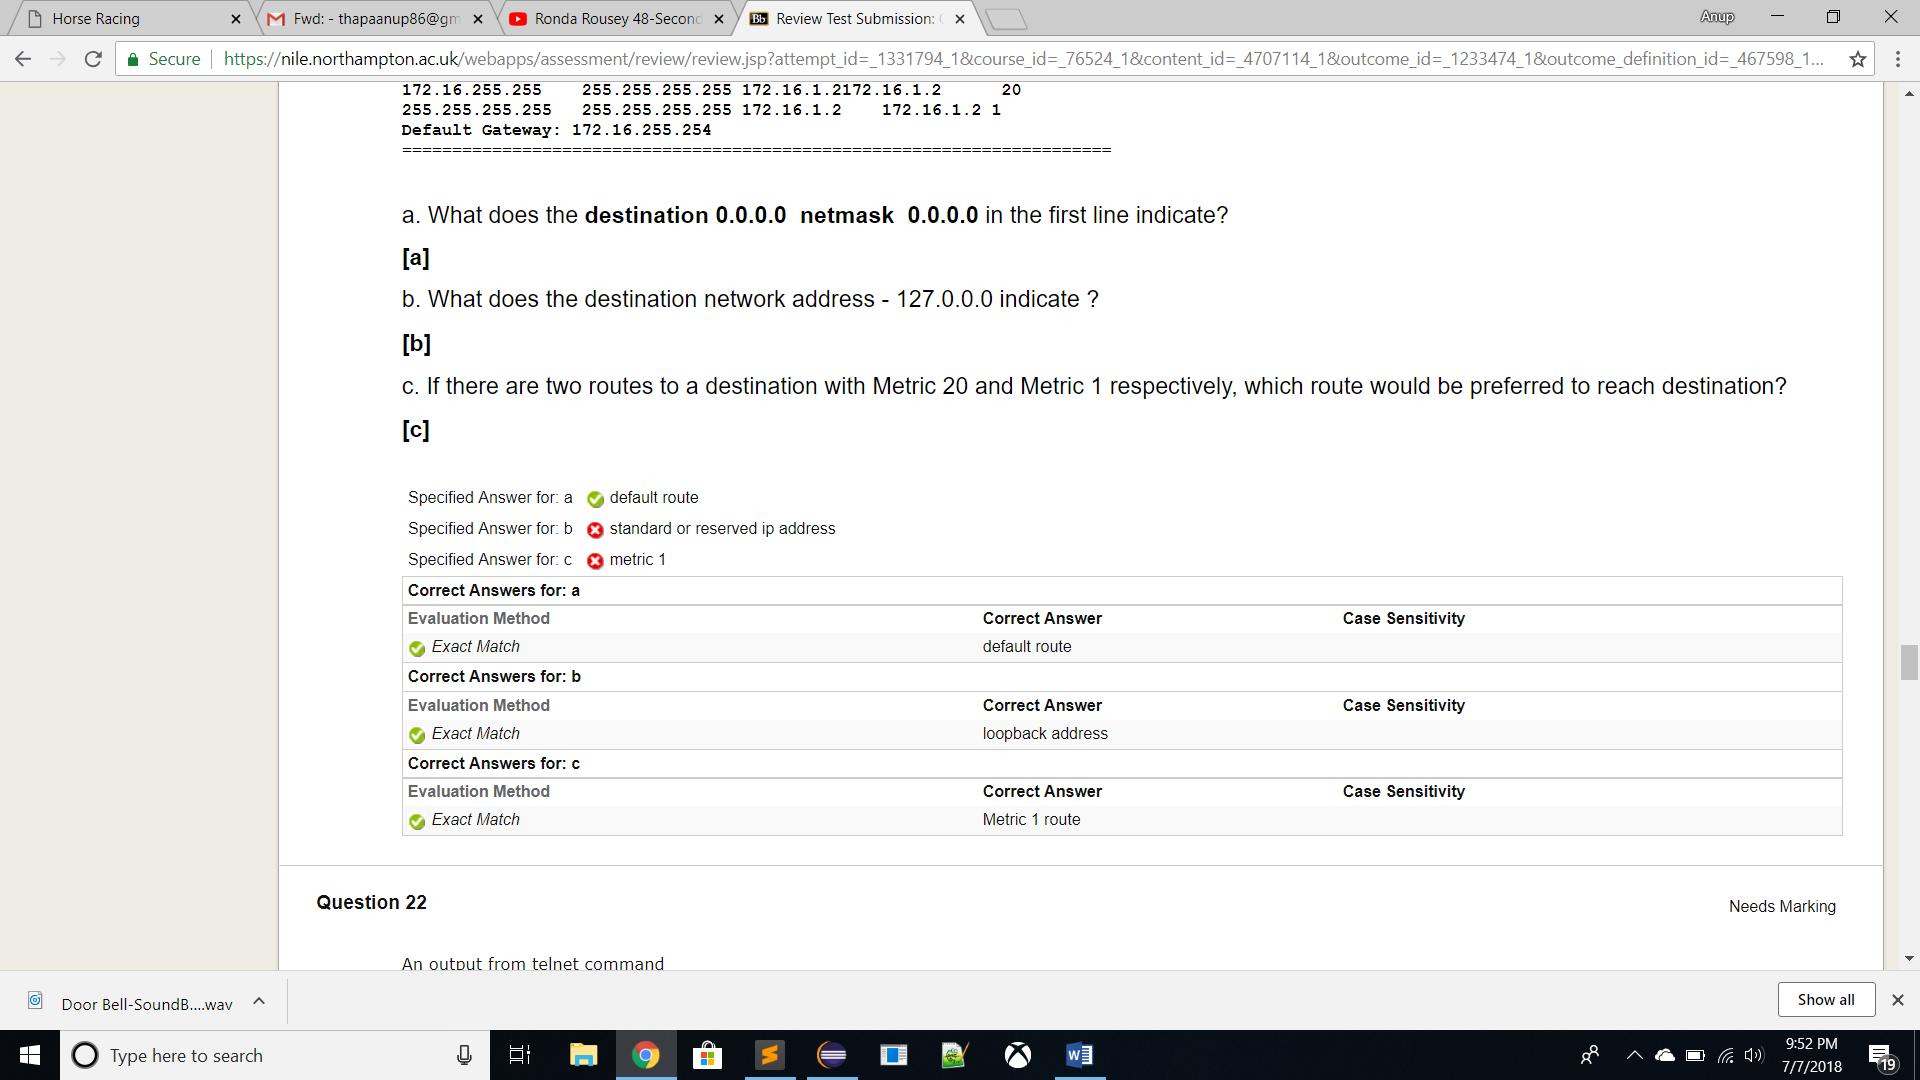 Horse Racing
Fwd: - thapaanup86@gm
Ronda Rousey 48-Second
Bb Review Test Submission:
Anup
Secure https://nile.northampton.ac.uk/webapps/assessment/review/review.jsp?attempt_id=_1331794_1&course_id=_76524_1&content_id=_4707114_1&outcome_id=_1233474_1&outcome_definition_id=_467598_1...
172.16.255.255 255.255.255.255 172.16.1.2172.16.1.2 20
255.255.255.255 255.255.255.255 172.16.1.2 172.16.1.2 1
Default Gateway: 172.16.255.254
=======================================================================
a. What does the destination 0.0.0.0 netmask 0.0.0.0 in the first line indicate?
[a]
b. What does the destination network address - 127.0.0.0 indicate ?
[b]
c. If there are two routes to a destination with Metric 20 and Metric 1 respectively, which route would be preferred to reach destination?
[c]
Specified Answer for: a default route
Specified Answer for: b standard or reserved ip address
Specified Answer for: c metric 1
Correct Answers for: a
Evaluation Method Correct Answer Case Sensitivity
Exact Match default route
Correct Answers for: b
Evaluation Method Correct Answer Case Sensitivity
Exact Match loopback address
Correct Answers for: c
Evaluation Method Correct Answer Case Sensitivity
Exact Match Metric 1 route
Question 22
Needs Marking
An output from telnet command
Door Bell-SoundB....wav
Show all
Type here to search
9:52 PM
7/7/2018
19